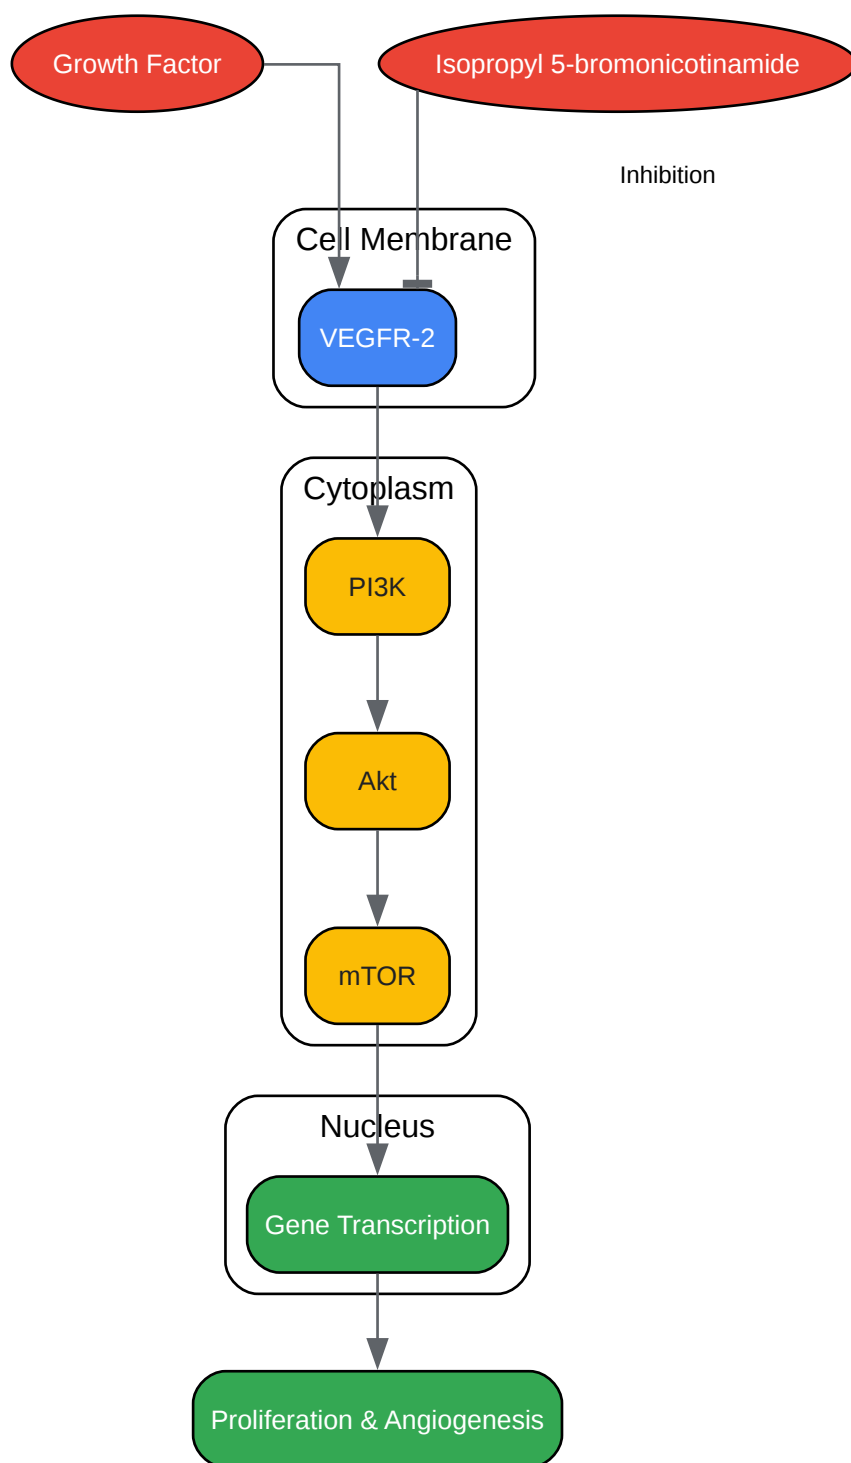 Growth Factor
Isopropyl 5-bromonicotinamide
Inhibition
Cell Membrane
VEGFR-2
Cytoplasm
PI3K
Akt
mTOR
Nucleus
Gene Transcription
Proliferation & Angiogenesis